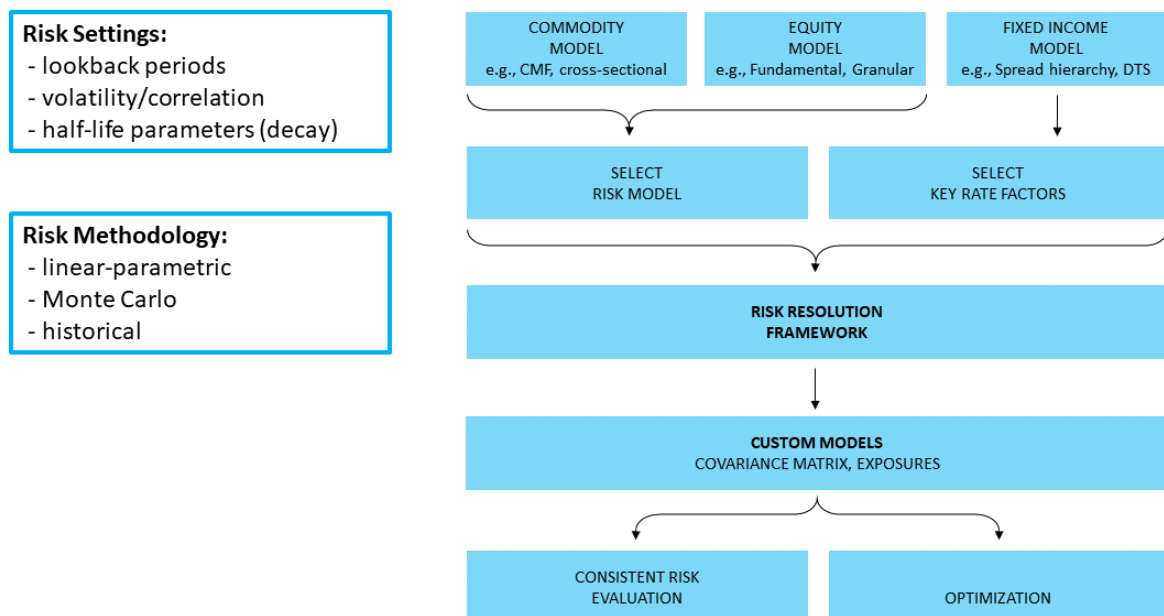 Risk Settings:
- lookback periods
- volatility/correlation
- half-life parameters (decay)
Risk Methodology:
- linear-parametric
- Monte Carlo
- historical
COMMODITY
MODEL
e.g., CMF, cross-sectional
EQUITY
MODEL
e.g., Fundamental, Granular
FIXED INCOME
MODEL
e.g., Spread hierarchy, DTS
SELECT
RISK MODEL
SELECT
KEY RATE FACTORS
RISK RESOLUTION
FRAMEWORK
CUSTOM MODELS
COVARIANCE MATRIX, EXPOSURES
CONSISTENT RISK
EVALUATION
OPTIMIZATION